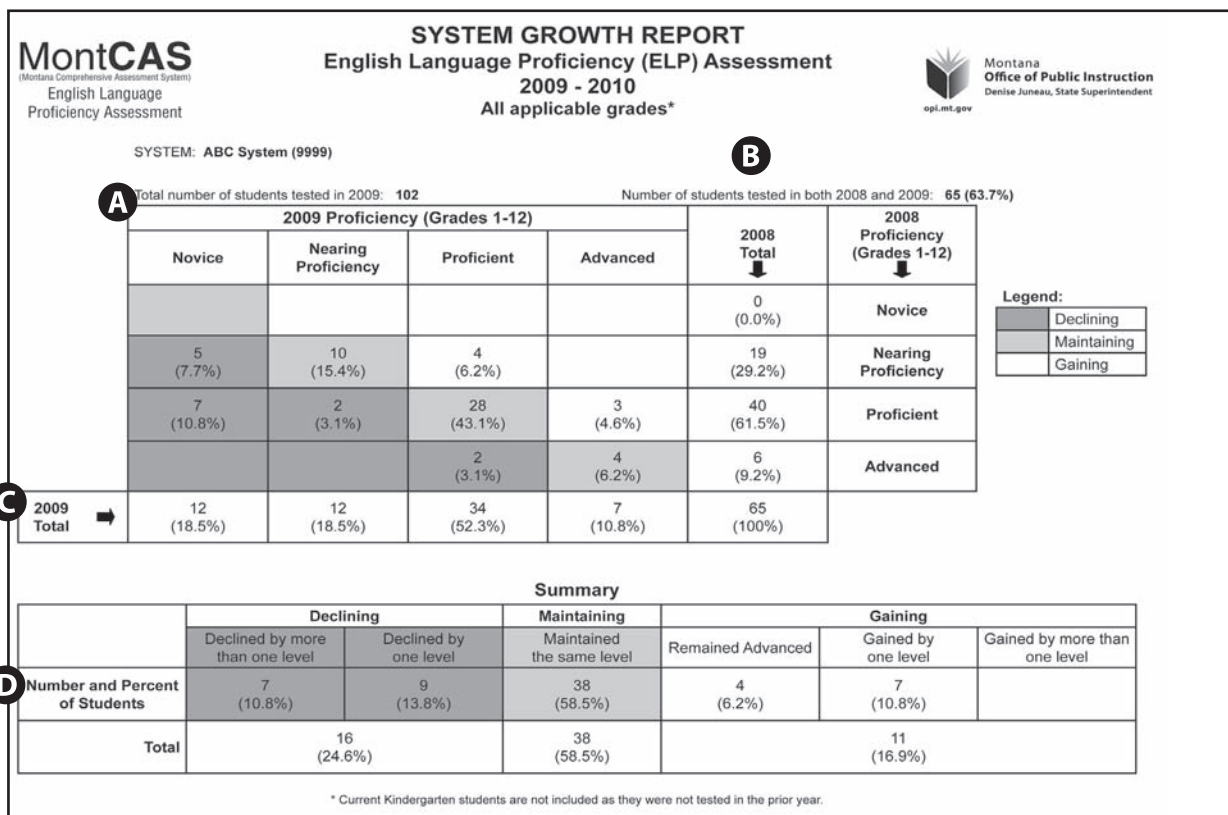 MontCAS
(Montana Comprehensive Assessment System)
English Language
Proficiency Assessment
SYSTEM GROWTH REPORT
English Language Proficiency (ELP) Assessment
2009 - 2010
All applicable grades*
Montana
Office of Public Instruction
Denise Juneau, State Superintendent
opi.mt.gov
SYSTEM: ABC System (9999)
B
A
Total number of students tested in 2009: 102
Number of students tested in both 2008 and 2009: 65 (63.7%)
2009 Proficiency (Grades 1-12)
2008
Total
2008
Proficiency
(Grades 1-12)
Novice
Nearing
Proficiency
Proficient
Advanced
0
(0.0%)
Novice
5
(7.7%)
10
(15.4%)
4
(6.2%)
19
(29.2%)
Nearing
Proficiency
7
(10.8%)
2
(3.1%)
28
(43.1%)
3
(4.6%)
40
(61.5%)
Proficient
2
(3.1%)
4
(6.2%)
6
(9.2%)
Advanced
C
2009
Total
12
(18.5%)
12
(18.5%)
34
(52.3%)
7
(10.8%)
65
(100%)
Legend:
Declining
Maintaining
Gaining
Summary
Declining
Maintaining
Gaining
Declined by more
than one level
Declined by
one level
Maintained
the same level
Remained Advanced
Gained by
one level
Gained by more than
one level
D
Number and Percent
of Students
7
(10.8%)
9
(13.8%)
38
(58.5%)
4
(6.2%)
7
(10.8%)
Total
16
(24.6%)
38
(58.5%)
11
(16.9%)
* Current Kindergarten students are not included as they were not tested in the prior year.